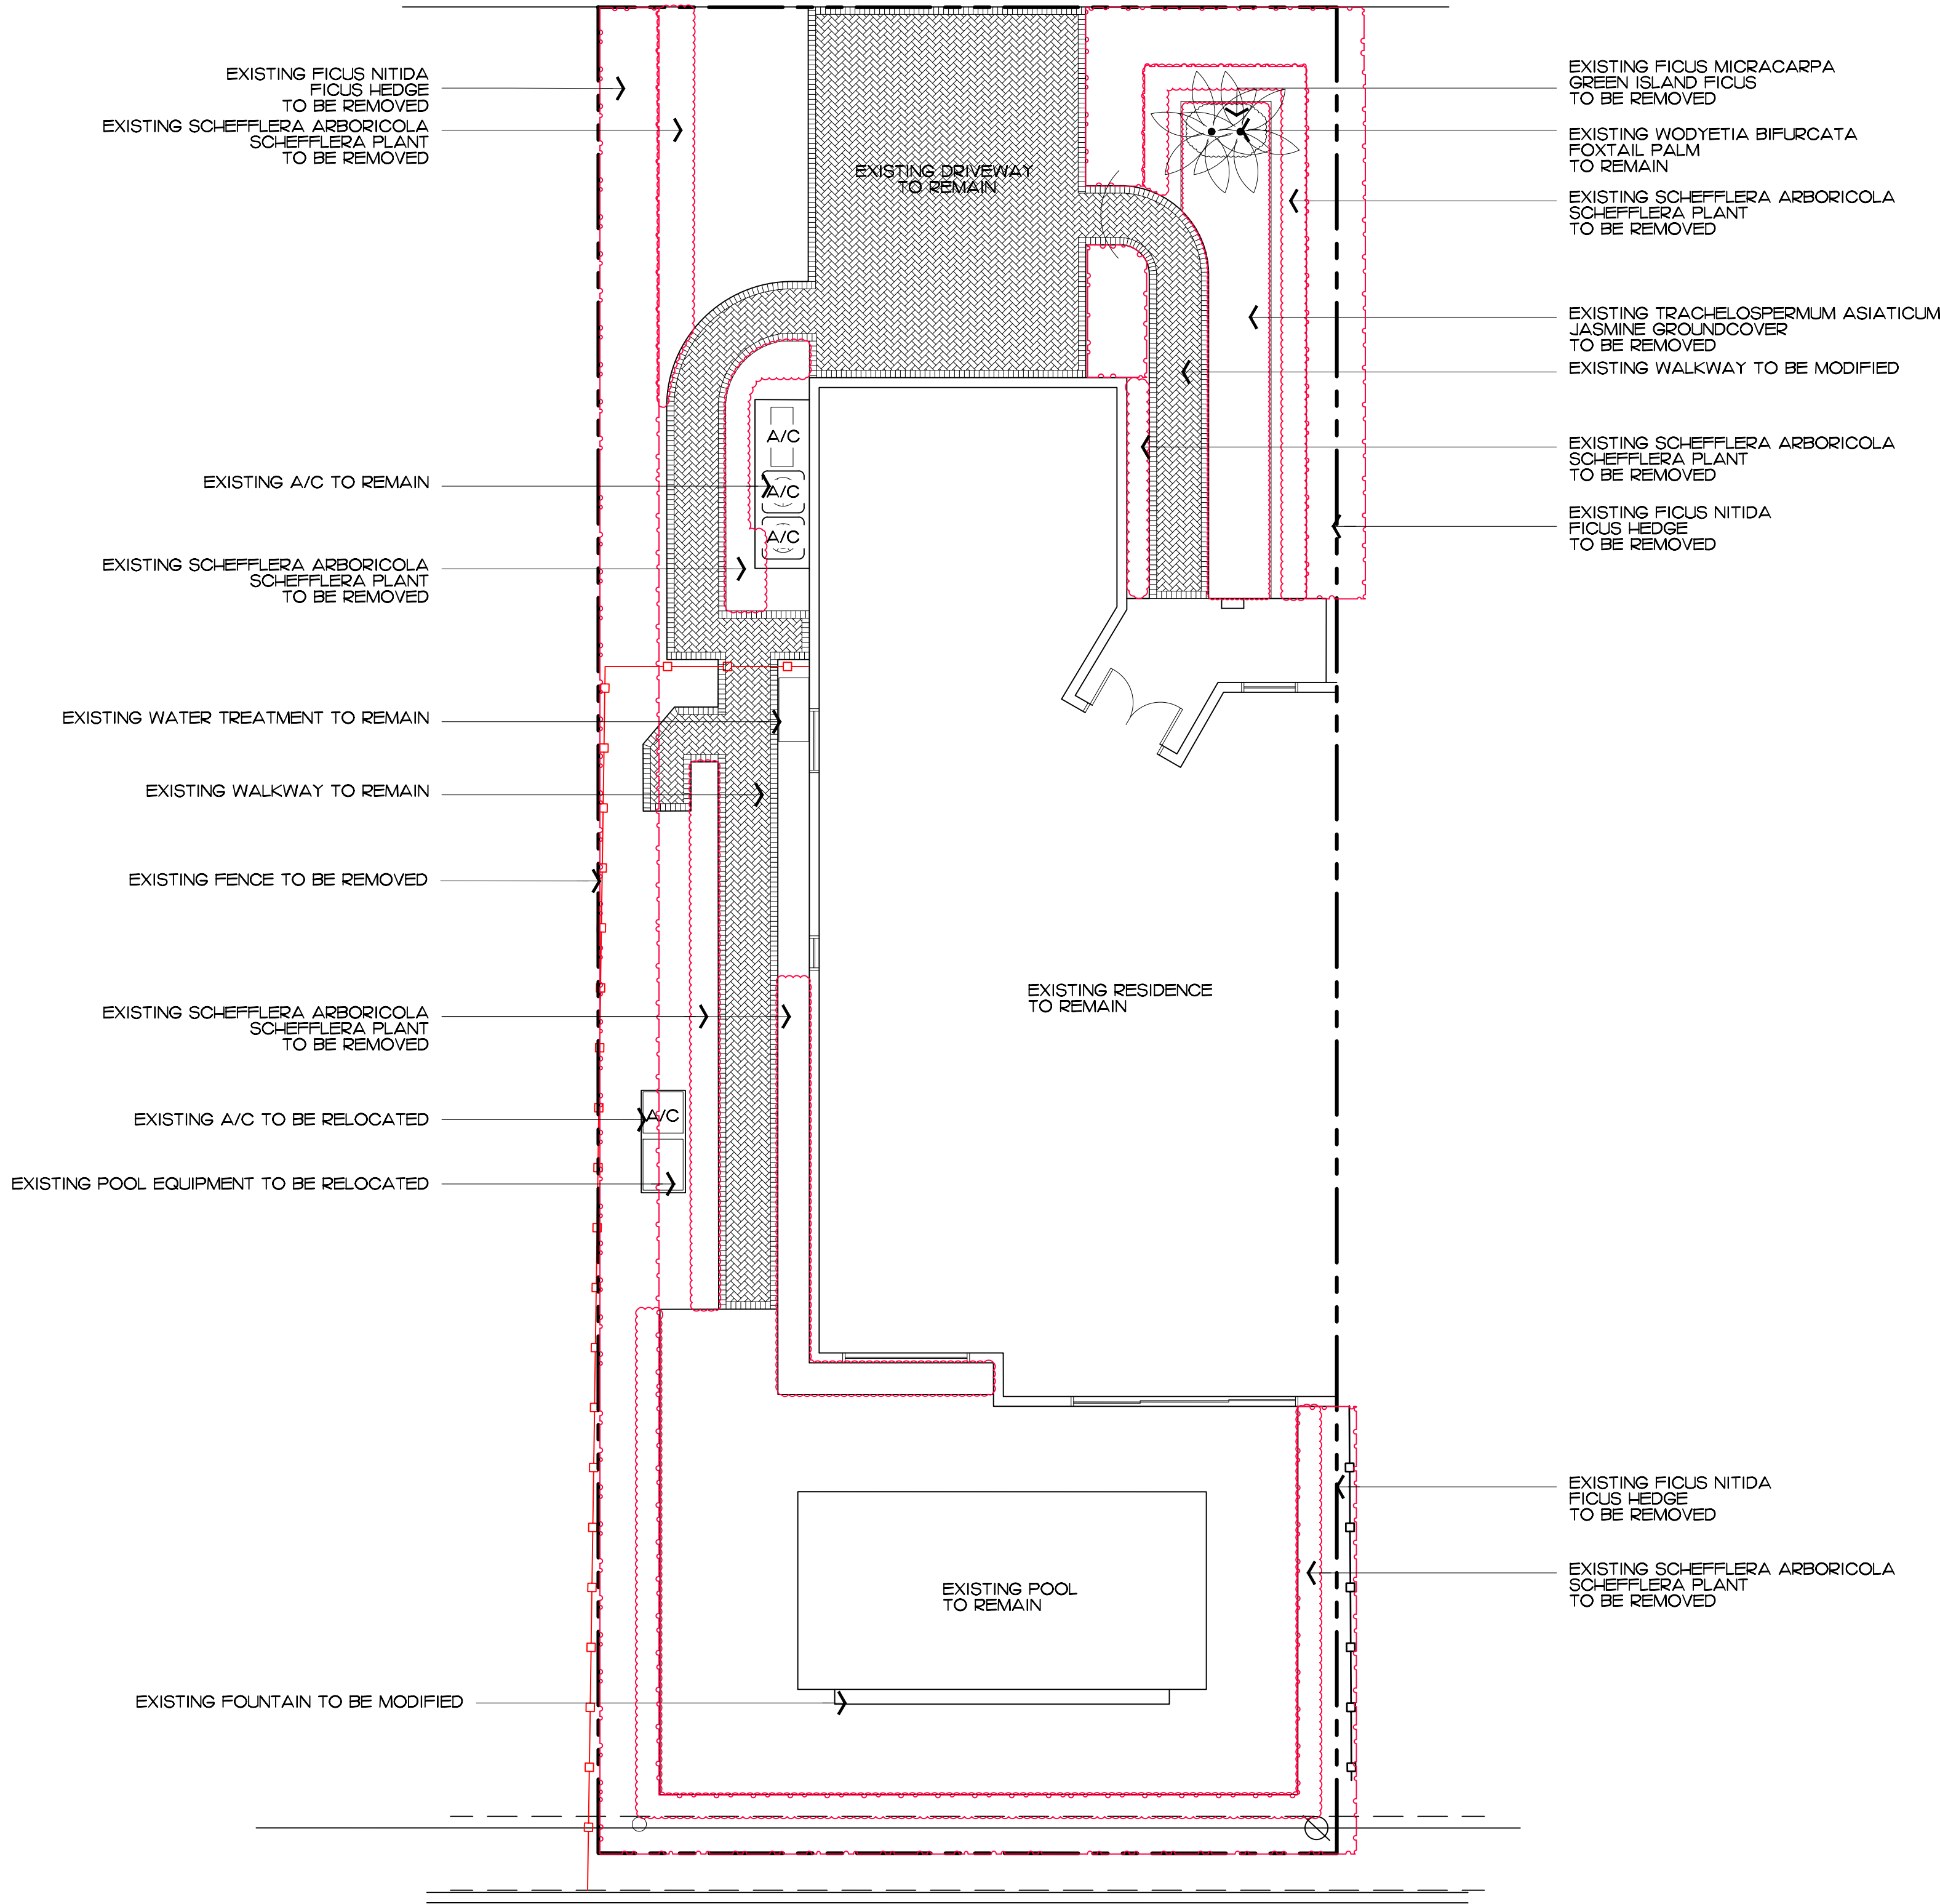 EXISTING FICUS NITIDA
FICUS HEDGE
TO BE REMOVED
EXISTING SCHEFFLERA ARBORICOLA
SCHEFFLERA PLANT
TO BE REMOVED
EXISTING A/C TO REMAIN
EXISTING SCHEFFLERA ARBORICOLA
SCHEFFLERA PLANT
TO BE REMOVED
EXISTING WATER TREATMENT TO REMAIN
EXISTING WALKWAY TO REMAIN
EXISTING FENCE TO BE REMOVED
EXISTING SCHEFFLERA ARBORICOLA
SCHEFFLERA PLANT
TO BE REMOVED
EXISTING A/C TO BE RELOCATED
EXISTING POOL EQUIPMENT TO BE RELOCATED
EXISTING FOUNTAIN TO BE MODIFIED
EXISTING DRIVEWAY
TO REMAIN
A/C
A/C
A/C
A/C
EXISTING RESIDENCE
TO REMAIN
EXISTING POOL
TO REMAIN
EXISTING FICUS MICRACARPA
GREEN ISLAND FICUS
TO BE REMOVED
EXISTING WODYETIA BIFURCATA
FOXTAIL PALM
TO REMAIN
EXISTING SCHEFFLERA ARBORICOLA
SCHEFFLERA PLANT
TO BE REMOVED
EXISTING TRACHELOSPERMUM ASIATICUM
JASMINE GROUNDCOVER
TO BE REMOVED
EXISTING WALKWAY TO BE MODIFIED
EXISTING SCHEFFLERA ARBORICOLA
SCHEFFLERA PLANT
TO BE REMOVED
EXISTING FICUS NITIDA
FICUS HEDGE
TO BE REMOVED
EXISTING FICUS NITIDA
FICUS HEDGE
TO BE REMOVED
EXISTING SCHEFFLERA ARBORICOLA
SCHEFFLERA PLANT
TO BE REMOVED